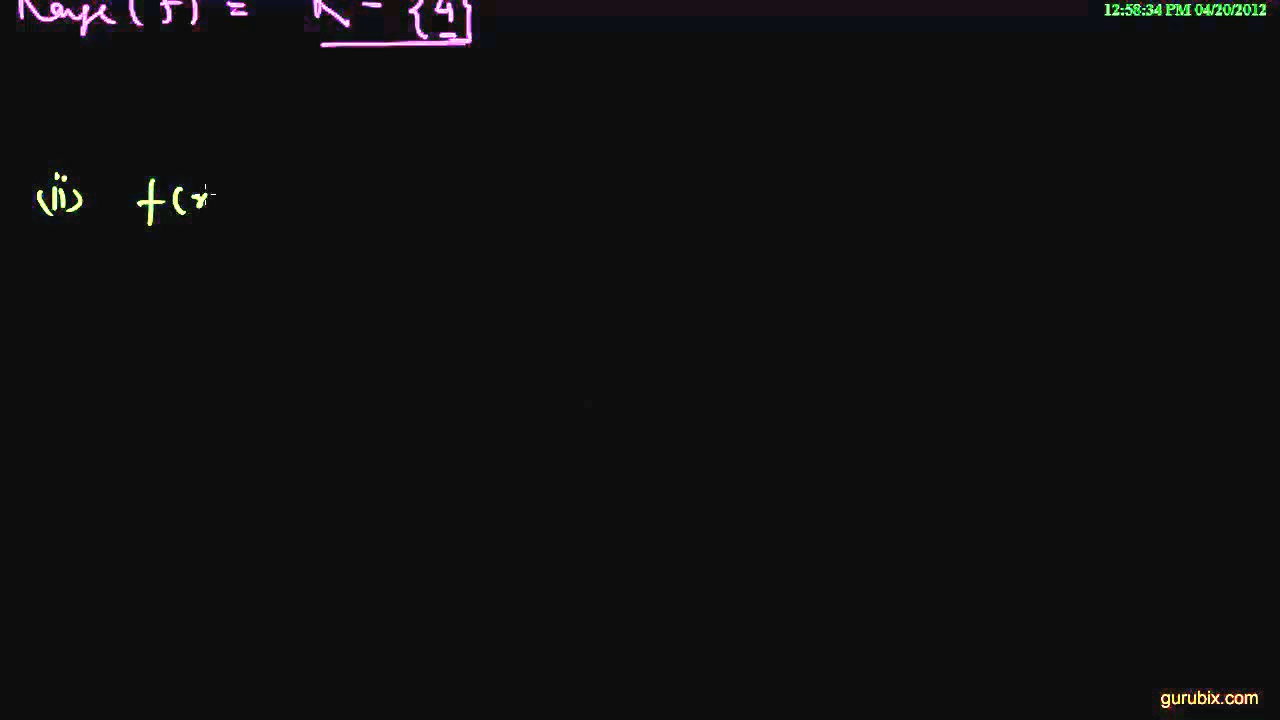 12:58:34 PM 04/20/2012
Range (f) = R - {4}
(ii) f(x
gurubix.com